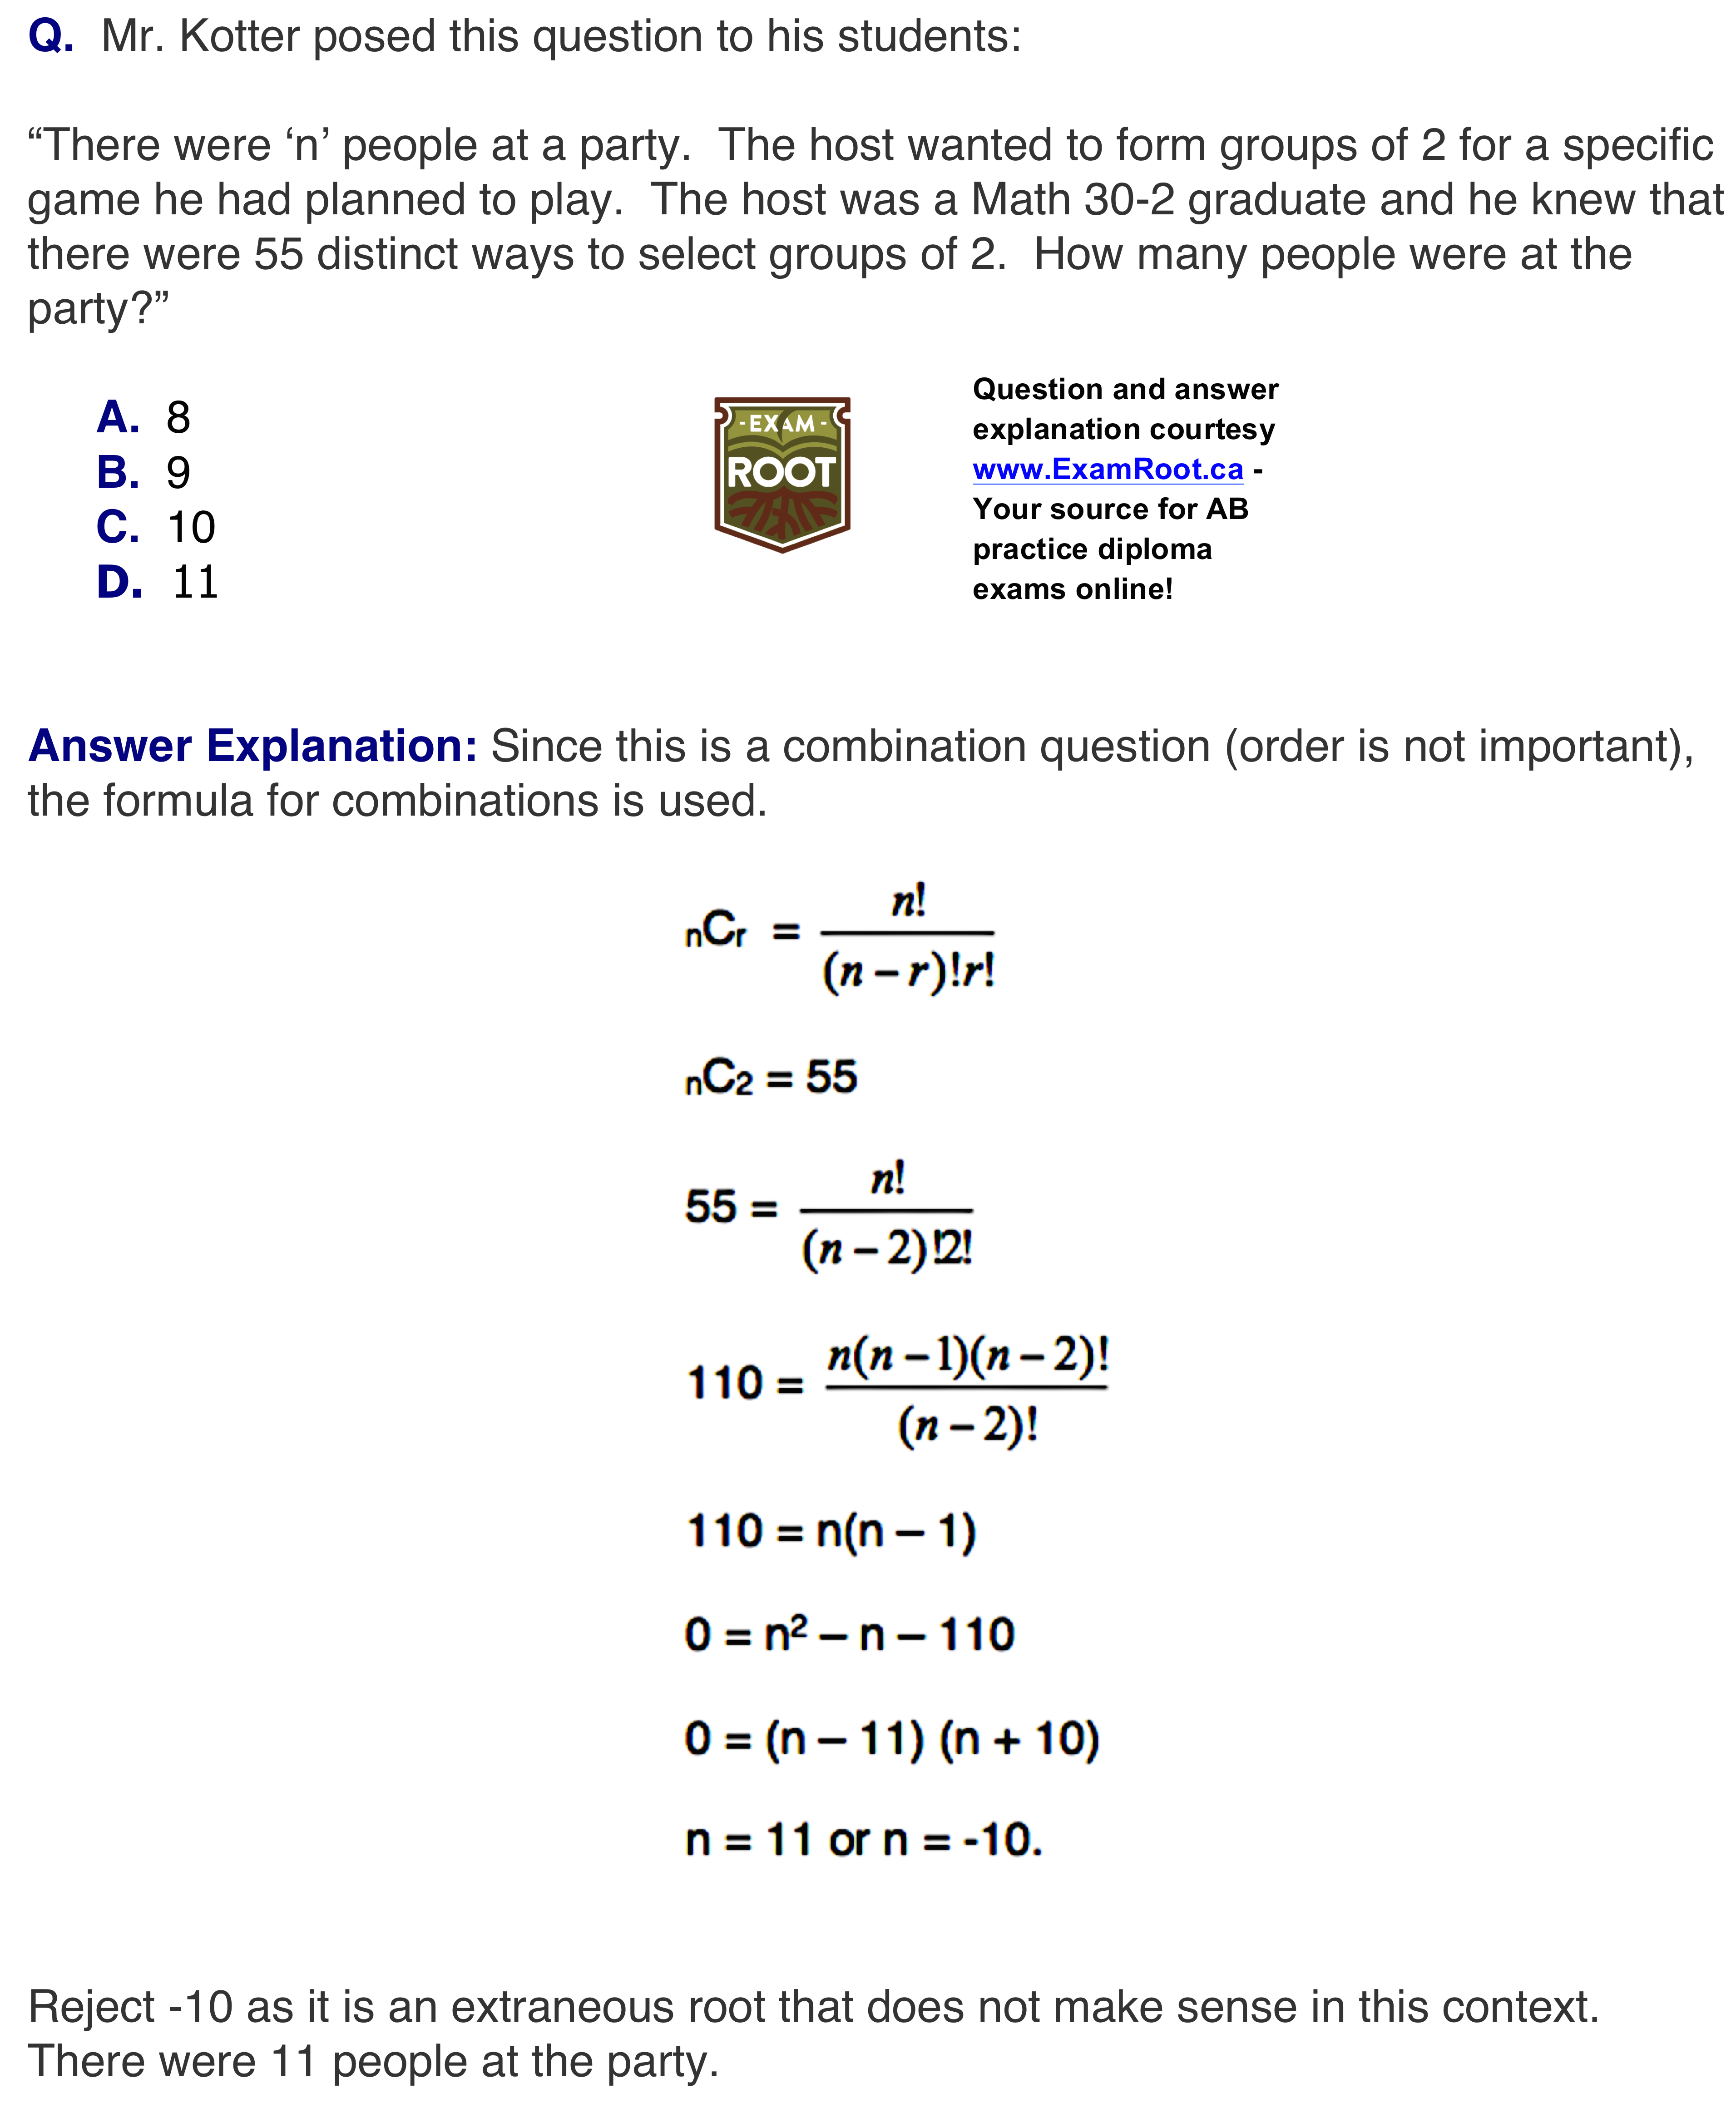 Q. Mr. Kotter posed this question to his students:
“There were ‘n’ people at a party. The host wanted to form groups of 2 for a specific
game he had planned to play. The host was a Math 30-2 graduate and he knew that
there were 55 distinct ways to select groups of 2. How many people were at the
party?”
A. 8
B. 9
C. 10
D. 11
- EXAM -
ROOT
Question and answer
explanation courtesy
www.ExamRoot.ca -
Your source for AB
practice diploma
exams online!
Answer Explanation: Since this is a combination question (order is not important),
the formula for combinations is used.
nCr = n! / (n – r)!r!
nC2 = 55
55 = n! / (n – 2)!2!
110 = n(n – 1)(n – 2)! / (n – 2)!
110 = n(n – 1)
0 = n² – n – 110
0 = (n – 11) (n + 10)
n = 11 or n = -10.
Reject -10 as it is an extraneous root that does not make sense in this context.
There were 11 people at the party.